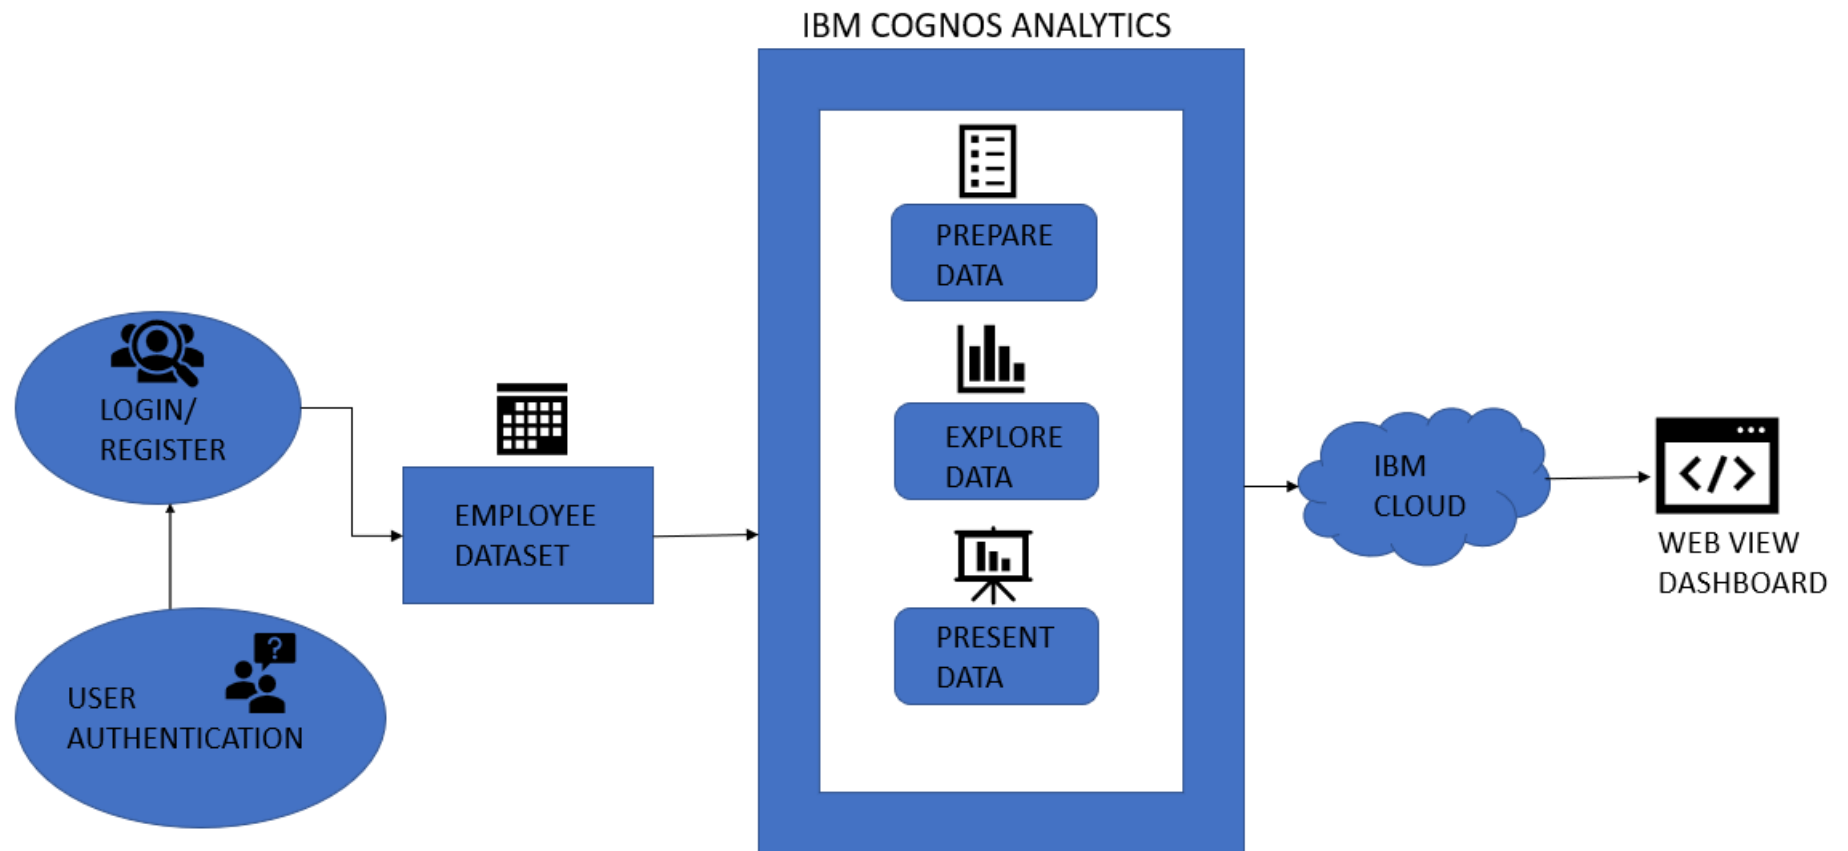 IBM COGNOS ANALYTICS
PREPARE
DATA
EXPLORE
DATA
PRESENT
DATA
LOGIN/
REGISTER
USER
AUTHENTICATION
?
EMPLOYEE
DATASET
IBM
CLOUD
</>
WEB VIEW
DASHBOARD